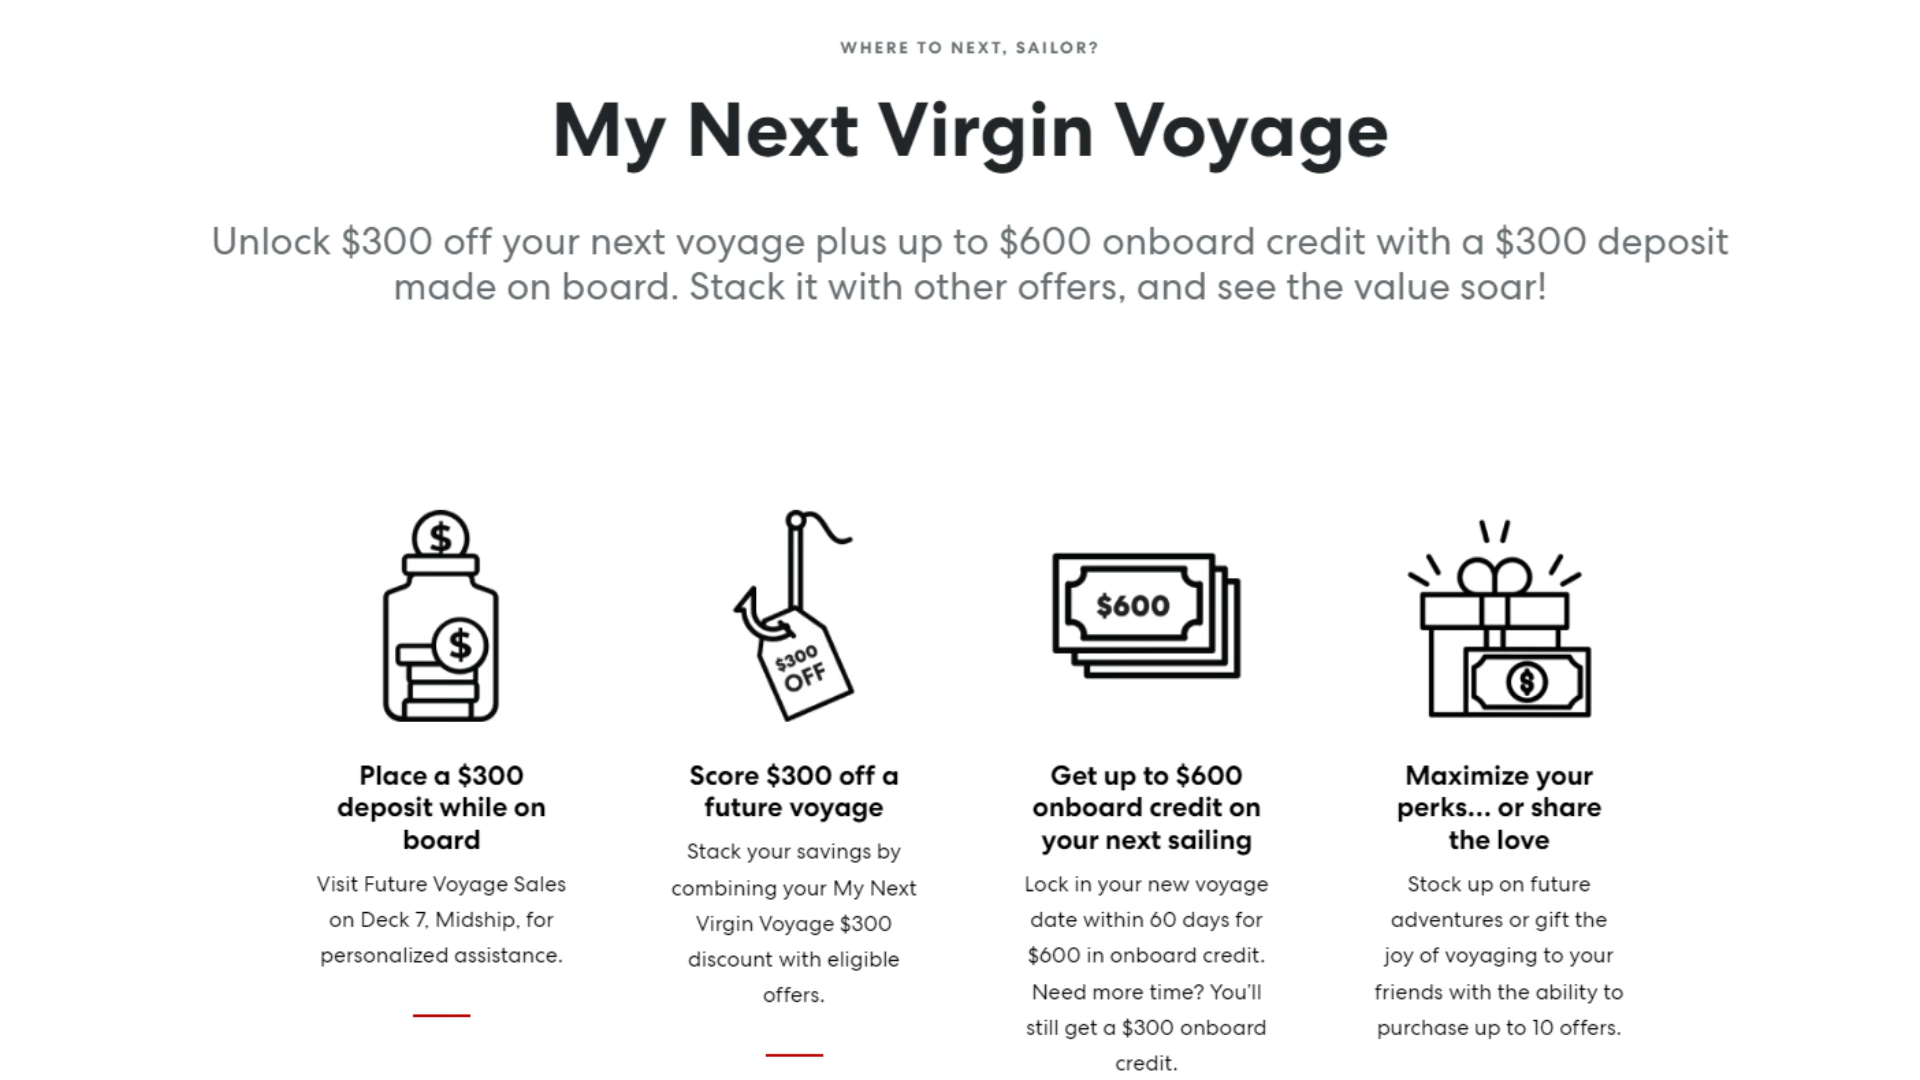 WHERE TO NEXT, SAILOR?
My Next Virgin Voyage
Unlock $300 off your next voyage plus up to $600 onboard credit with a $300 deposit
made on board. Stack it with other offers, and see the value soar!
$
$
$300
OFF
$600
$
Place a $300
deposit while on
board
Visit Future Voyage Sales
on Deck 7, Midship, for
personalized assistance.
Score $300 off a
future voyage
Stack your savings by
combining your My Next
Virgin Voyage $300
discount with eligible
offers.
Get up to $600
onboard credit on
your next sailing
Lock in your new voyage
date within 60 days for
$600 in onboard credit.
Need more time? You'll
still get a $300 onboard
credit.
Maximize your
perks... or share
the love
Stock up on future
adventures or gift the
joy of voyaging to your
friends with the ability to
purchase up to 10 offers.